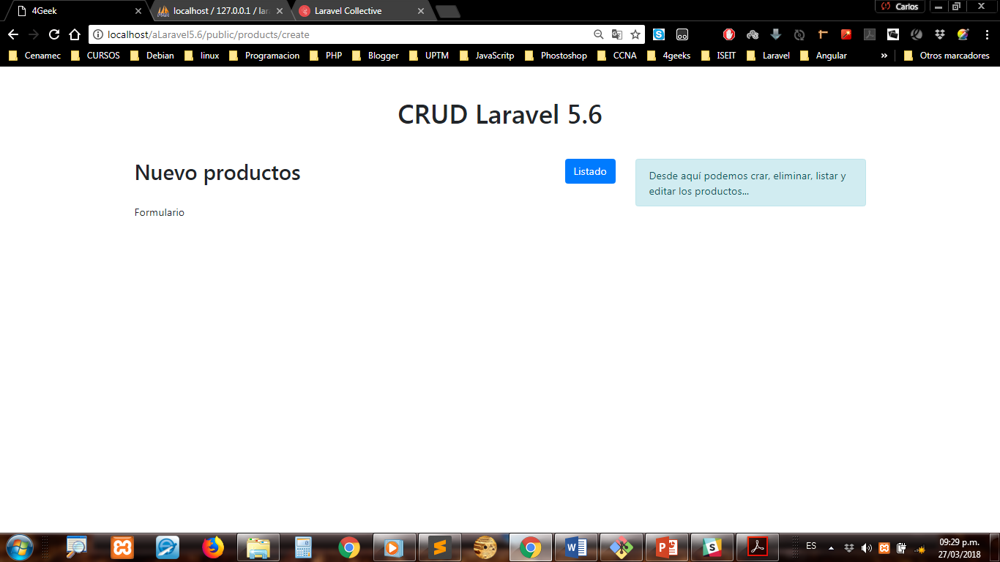 4Geek
localhost / 127.0.0.1 / lar
Laravel Collective
Carlos
localhost/aLaravel5.6/public/products/create
Cenamec
CURSOS
Debian
linux
Programacion
PHP
Blogger
UPTM
JavaScritp
Phostoshop
CCNA
4geeks
ISEIT
Laravel
Angular
»
Otros marcadores
CRUD Laravel 5.6
Nuevo productos
Listado
Desde aquí podemos crar, eliminar, listar y
editar los productos...
Formulario
ES
09:29 p.m.
27/03/2018